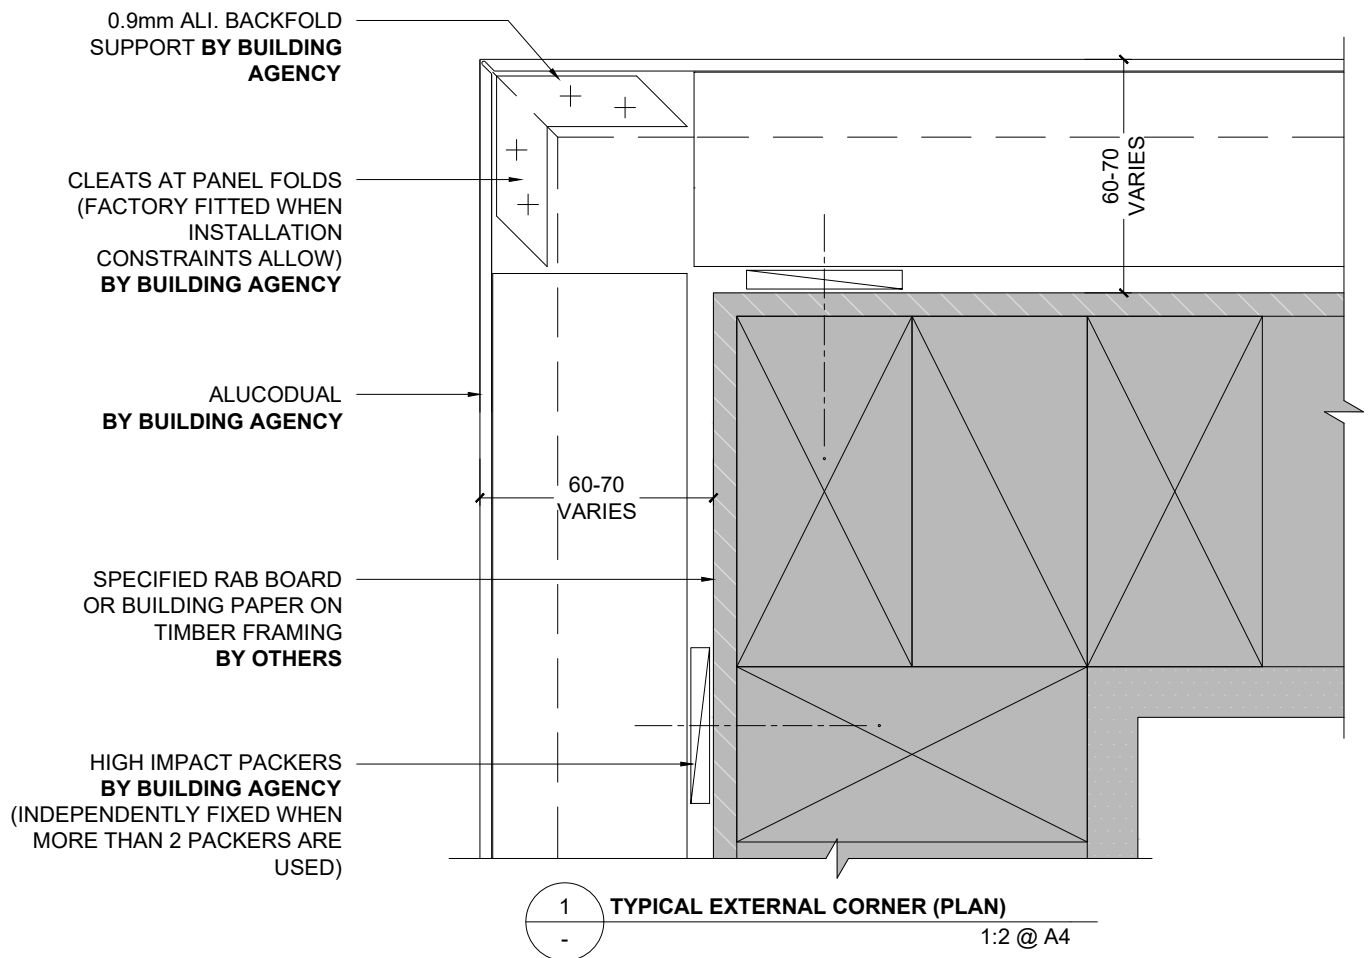 0.9mm ALI. BACKFOLD
SUPPORT BY BUILDING
AGENCY
CLEATS AT PANEL FOLDS
(FACTORY FITTED WHEN
INSTALLATION
CONSTRAINTS ALLOW)
BY BUILDING AGENCY
ALUCODUAL
BY BUILDING AGENCY
SPECIFIED RAB BOARD
OR BUILDING PAPER ON
TIMBER FRAMING
BY OTHERS
HIGH IMPACT PACKERS
BY BUILDING AGENCY
(INDEPENDENTLY FIXED WHEN
MORE THAN 2 PACKERS ARE
USED)
60-70
VARIES
60-70
VARIES
1
-
TYPICAL EXTERNAL CORNER (PLAN)
1:2 @ A4